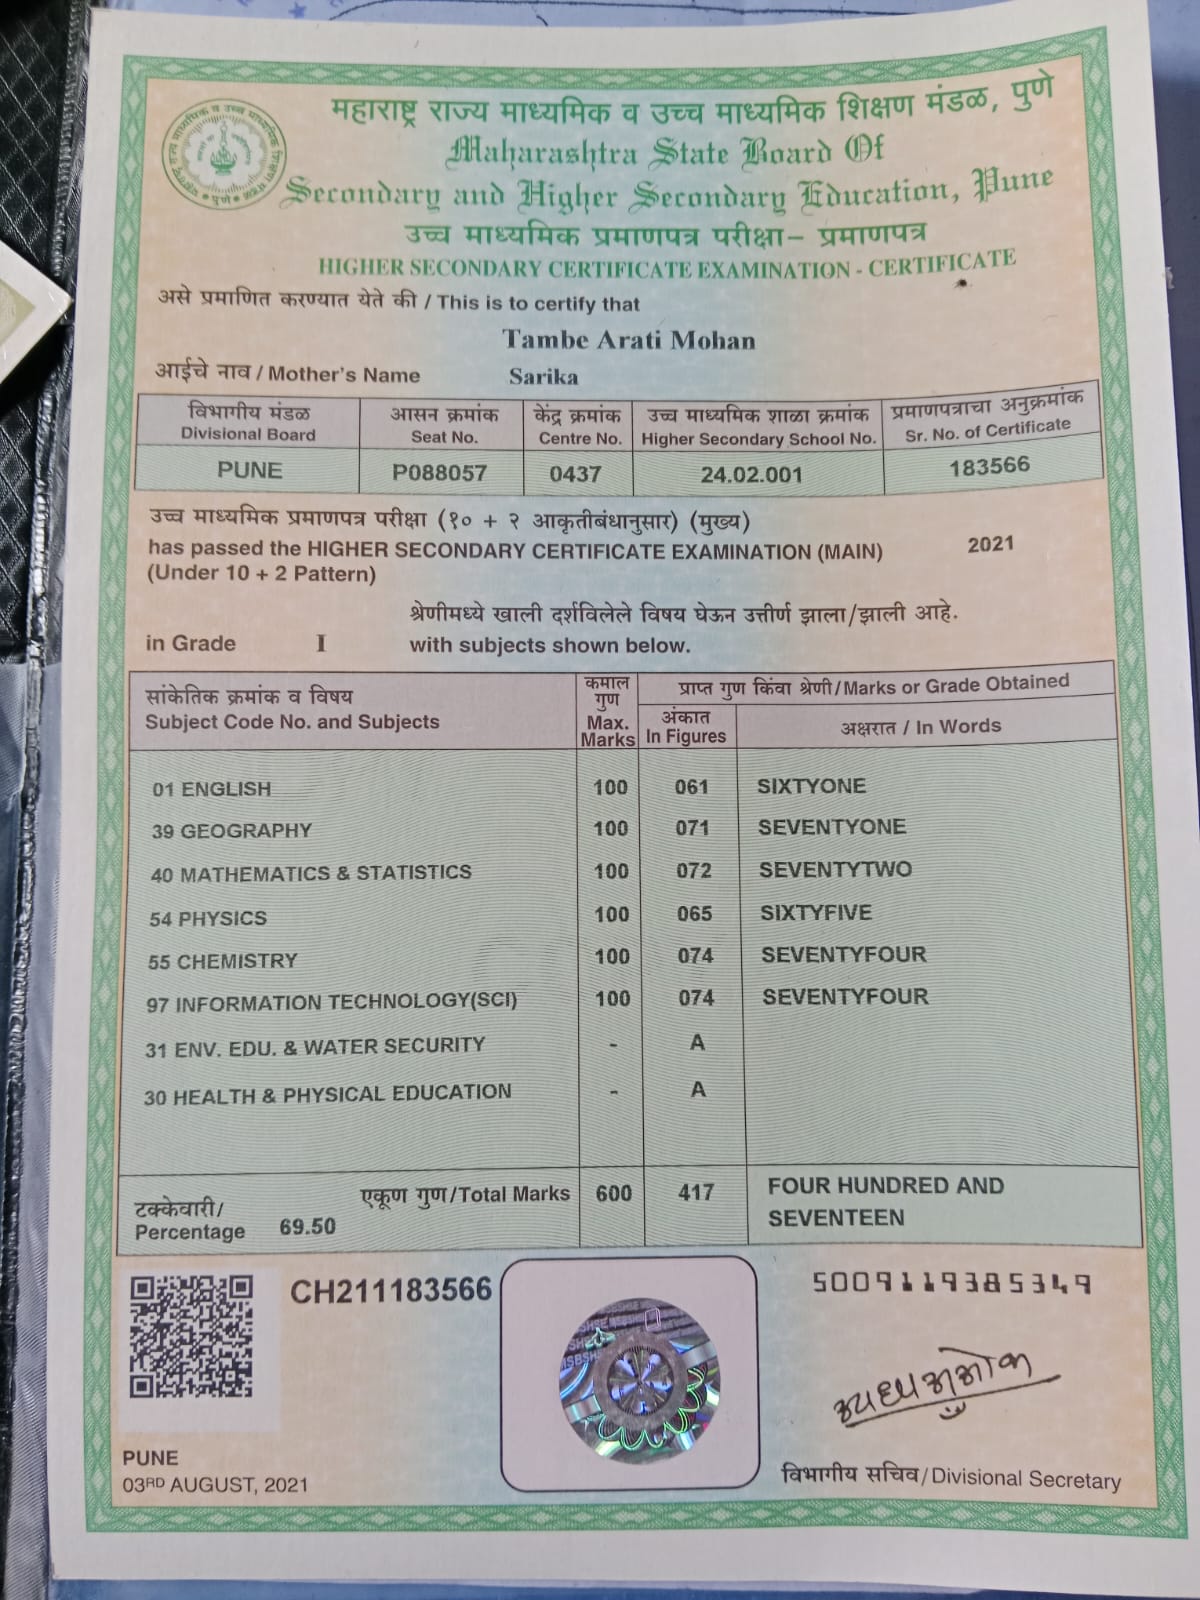 महाराष्ट्र राज्य माध्यमिक व उच्च माध्यमिक शिक्षण मंडळ, पुणे
Maharashtra State Board Of
Secondary and Higher Secondary Education, Pune
उच्च माध्यमिक प्रमाणपत्र परीक्षा– प्रमाणपत्र
HIGHER SECONDARY CERTIFICATE EXAMINATION - CERTIFICATE
असे प्रमाणित करण्यात येते की / This is to certify that
Tambe Arati Mohan
आईचे नाव / Mother's Name Sarika
विभागीय मंडळ आसन क्रमांक केंद्र क्रमांक उच्च माध्यमिक शाळा क्रमांक प्रमाणपत्राचा अनुक्रमांक
Divisional Board Seat No. Centre No. Higher Secondary School No. Sr. No. of Certificate
PUNE P088057 0437 24.02.001 183566
उच्च माध्यमिक प्रमाणपत्र परीक्षा (१० + २ आकृतीबंधानुसार) (मुख्य)
has passed the HIGHER SECONDARY CERTIFICATE EXAMINATION (MAIN) 2021
(Under 10 + 2 Pattern)
श्रेणीमध्ये खाली दर्शविलेले विषय घेऊन उत्तीर्ण झाला/झाली आहे.
in Grade I with subjects shown below.
सांकेतिक क्रमांक व विषय कमाल गुण प्राप्त गुण किंवा श्रेणी/Marks or Grade Obtained
Subject Code No. and Subjects Max. Marks अंकात In Figures अक्षरात / In Words
01 ENGLISH 100 061 SIXTYONE
39 GEOGRAPHY 100 071 SEVENTYONE
40 MATHEMATICS & STATISTICS 100 072 SEVENTYTWO
54 PHYSICS 100 065 SIXTYFIVE
55 CHEMISTRY 100 074 SEVENTYFOUR
97 INFORMATION TECHNOLOGY(SCI) 100 074 SEVENTYFOUR
31 ENV. EDU. & WATER SECURITY - A
30 HEALTH & PHYSICAL EDUCATION - A
टक्केवारी/ एकूण गुण/Total Marks 600 417 FOUR HUNDRED AND
Percentage 69.50 SEVENTEEN
CH211183566 5009119385349
PUNE
03RD AUGUST, 2021 विभागीय सचिव/Divisional Secretary